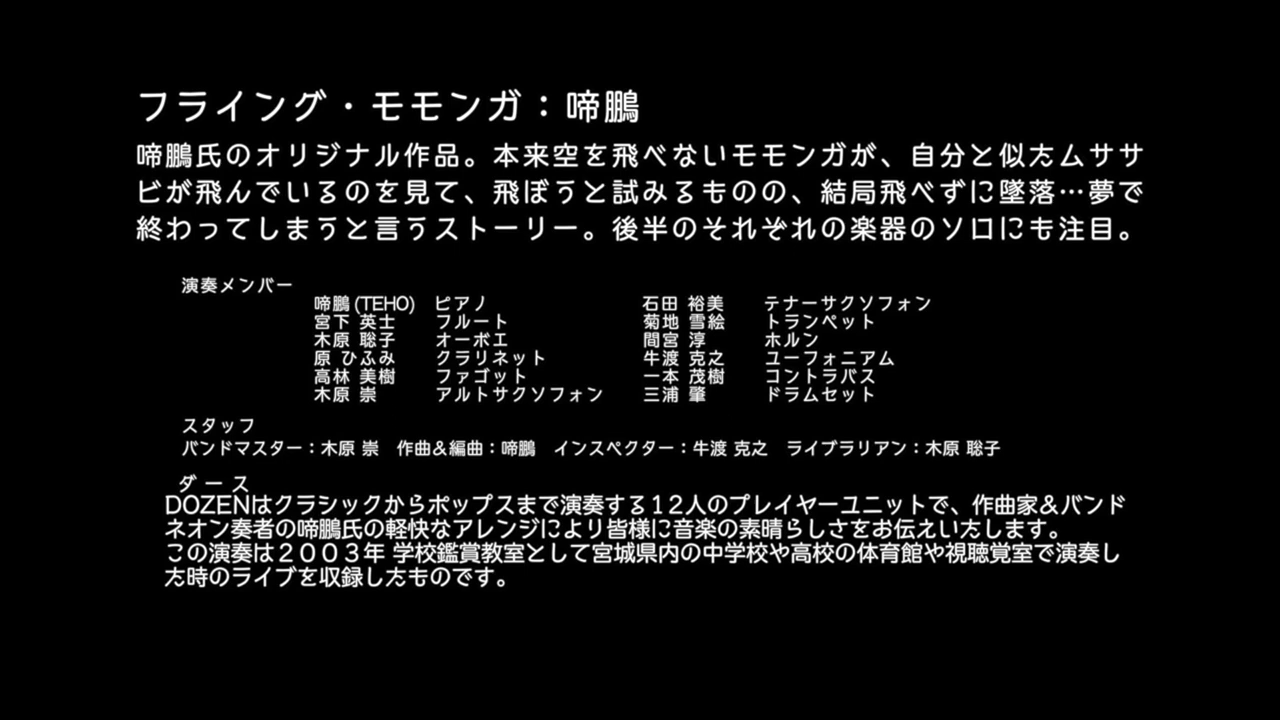 フライング・モモンガ：啼鵬
啼鵬氏のオリジナル作品。本来空を飛べないモモンガが、自分と似たムササ
ビが飛んでいるのを見て、飛ぼうと試みるものの、結局飛べずに墜落…夢で
終わってしまうと言うストーリー。後半のそれぞれの楽器のソロにも注目。
演奏メンバー
啼鵬(TEHO) ピアノ 石田 裕美 テナーサクソフォン
宮下 英士 フルート 菊地 雪絵 トランペット
木原 聡子 オーボエ 間宮 淳 ホルン
原 ひふみ クラリネット 牛渡 克之 ユーフォニアム
高林 美樹 ファゴット 一本 茂樹 コントラバス
木原 崇 アルトサクソフォン 三浦 肇 ドラムセット
スタッフ
バンドマスター：木原 崇 作曲＆編曲：啼鵬 インスペクター：牛渡 克之 ライブラリアン：木原 聡子
ダース
DOZENはクラシックからポップスまで演奏する１２人のプレイヤーユニットで、作曲家＆バンド
ネオン奏者の啼鵬氏の軽快なアレンジにより皆様に音楽の素晴らしさをお伝えいたします。
この演奏は２００３年 学校鑑賞教室として宮城県内の中学校や高校の体育館や視聴覚室で演奏し
た時のライブを収録したものです。